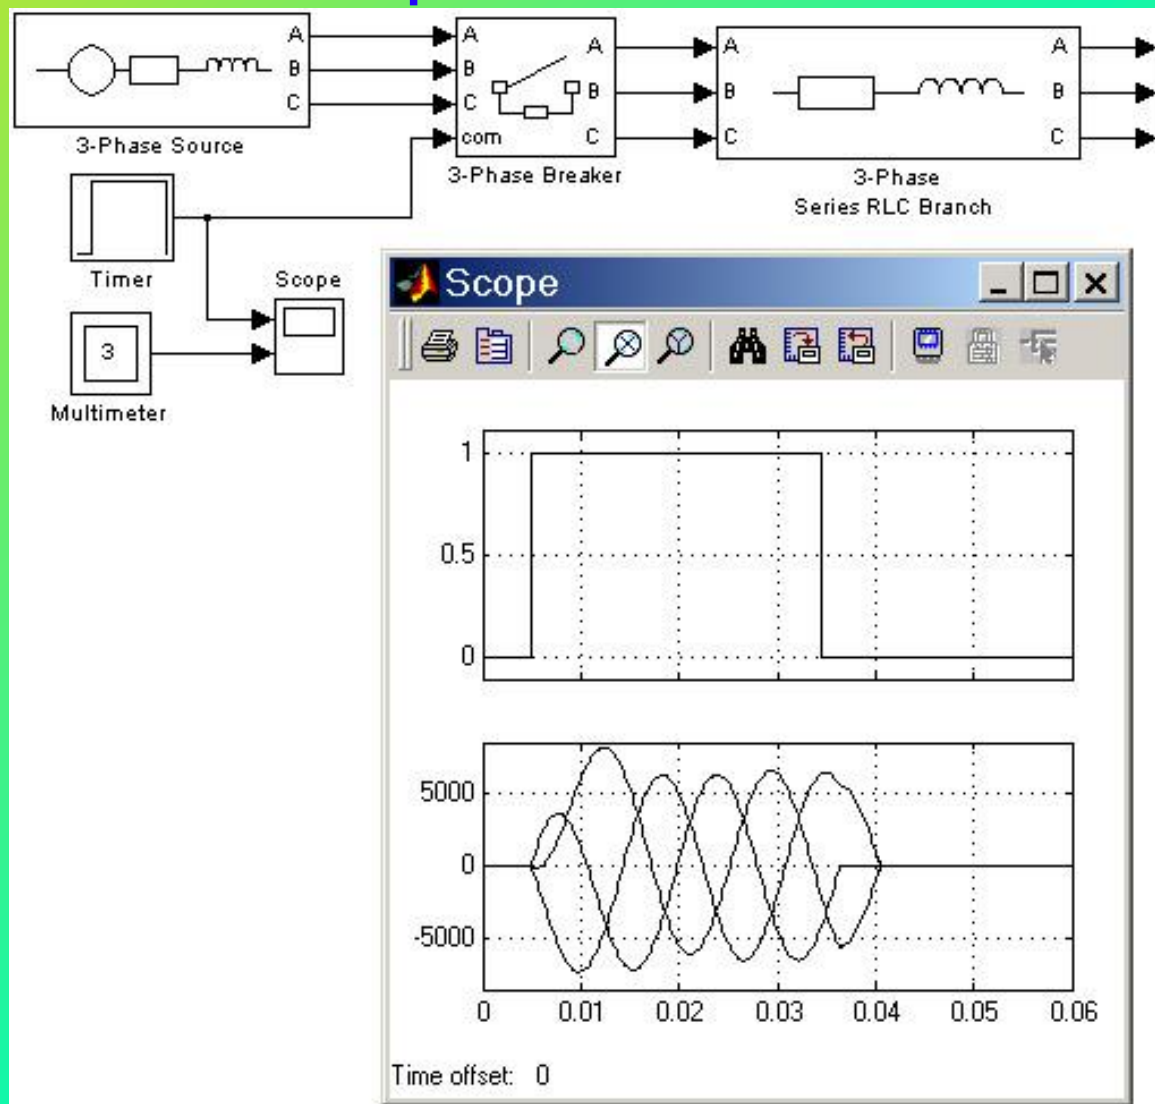 A
B
C
3-Phase Source
A
B
C
com
A
B
C
3-Phase Breaker
A
B
C
A
B
C
3-Phase
Series RLC Branch
Timer
Scope
3
Multimeter
Scope
1
0.5
0
5000
0
-5000
0 0.01 0.02 0.03 0.04 0.05 0.06
Time offset: 0